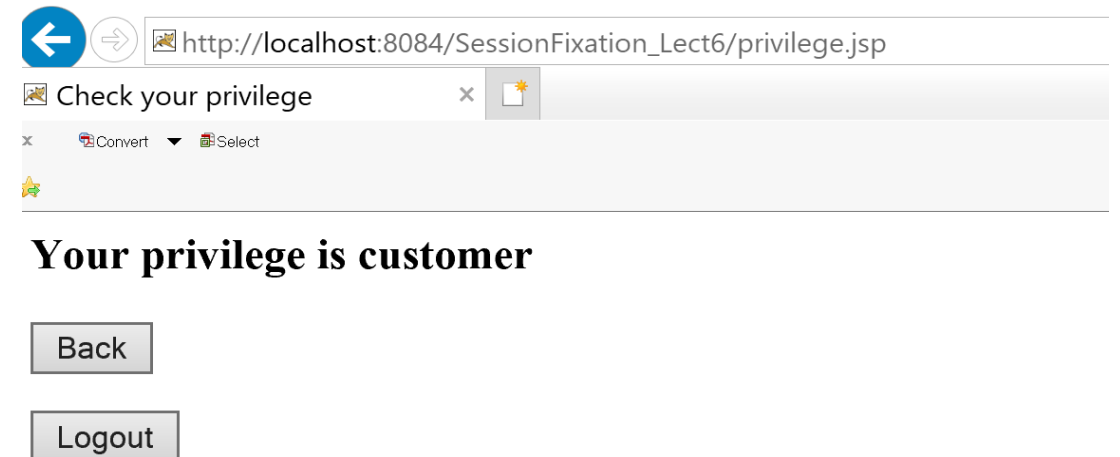 http://localhost:8084/SessionFixation_Lect6/privilege.jsp
Check your privilege ×
x Convert Select
Your privilege is customer
Back
Logout